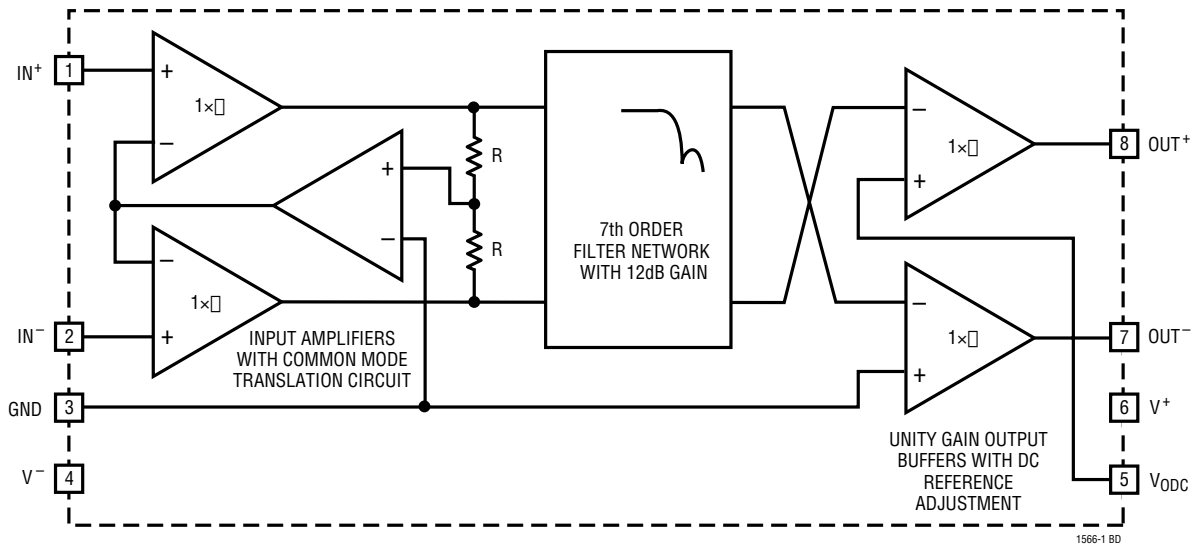 IN+
1
+
1×
−
+
−
R
R
−
1×
+
IN−
2
INPUT AMPLIFIERS
WITH COMMON MODE
TRANSLATION CIRCUIT
GND
3
V−
4
7th ORDER
FILTER NETWORK
WITH 12dB GAIN
−
1×
+
8
OUT+
−
1×
+
7
OUT−
6
V+
UNITY GAIN OUTPUT
BUFFERS WITH DC
REFERENCE
ADJUSTMENT
5
VODC
1566-1 BD